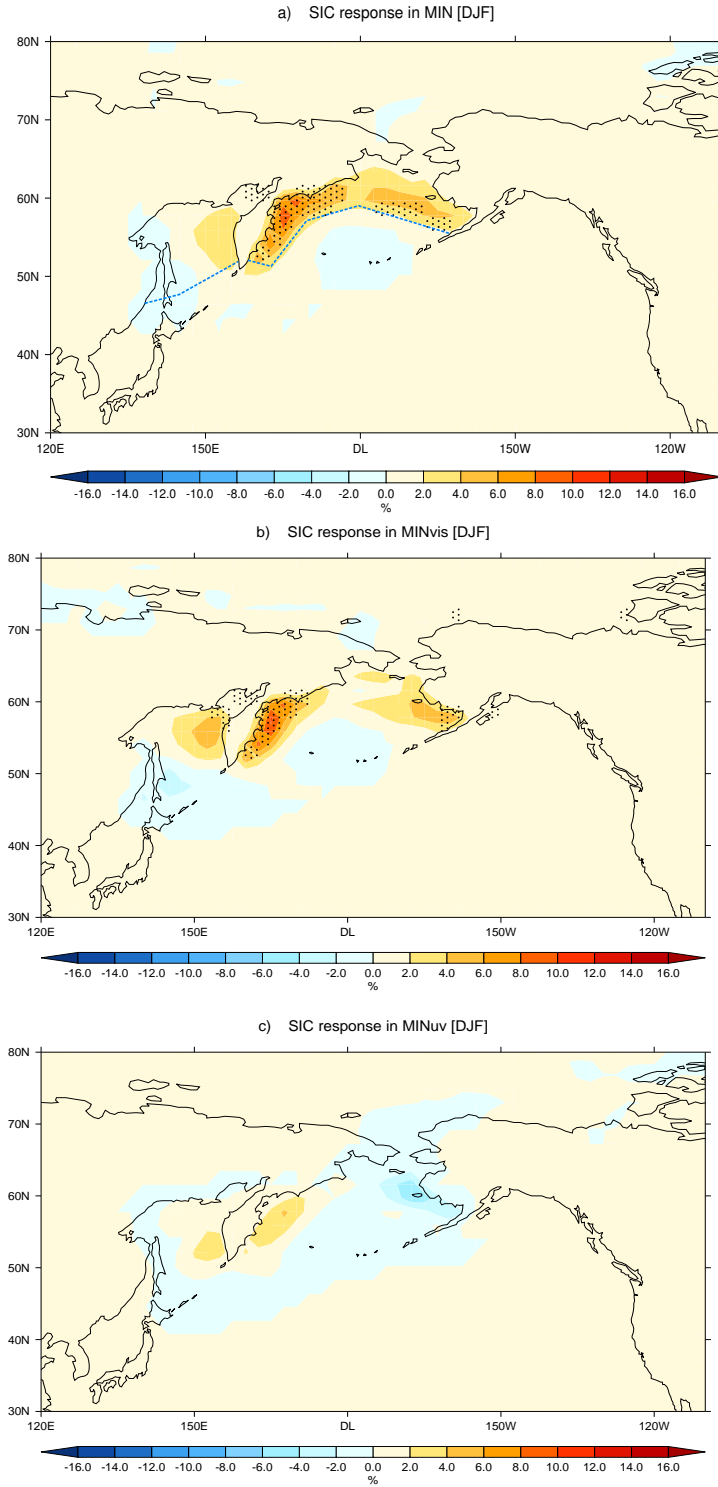 a) SIC response in MIN [DJF]
80N
70N
60N
50N
40N
30N
120E 150E DL 150W 120W
-16.0 -14.0 -12.0 -10.0 -8.0 -6.0 -4.0 -2.0 0.0 2.0 4.0 6.0 8.0 10.0 12.0 14.0 16.0
%
b) SIC response in MINvis [DJF]
80N
70N
60N
50N
40N
30N
120E 150E DL 150W 120W
-16.0 -14.0 -12.0 -10.0 -8.0 -6.0 -4.0 -2.0 0.0 2.0 4.0 6.0 8.0 10.0 12.0 14.0 16.0
%
c) SIC response in MINuv [DJF]
80N
70N
60N
50N
40N
30N
120E 150E DL 150W 120W
-16.0 -14.0 -12.0 -10.0 -8.0 -6.0 -4.0 -2.0 0.0 2.0 4.0 6.0 8.0 10.0 12.0 14.0 16.0
%